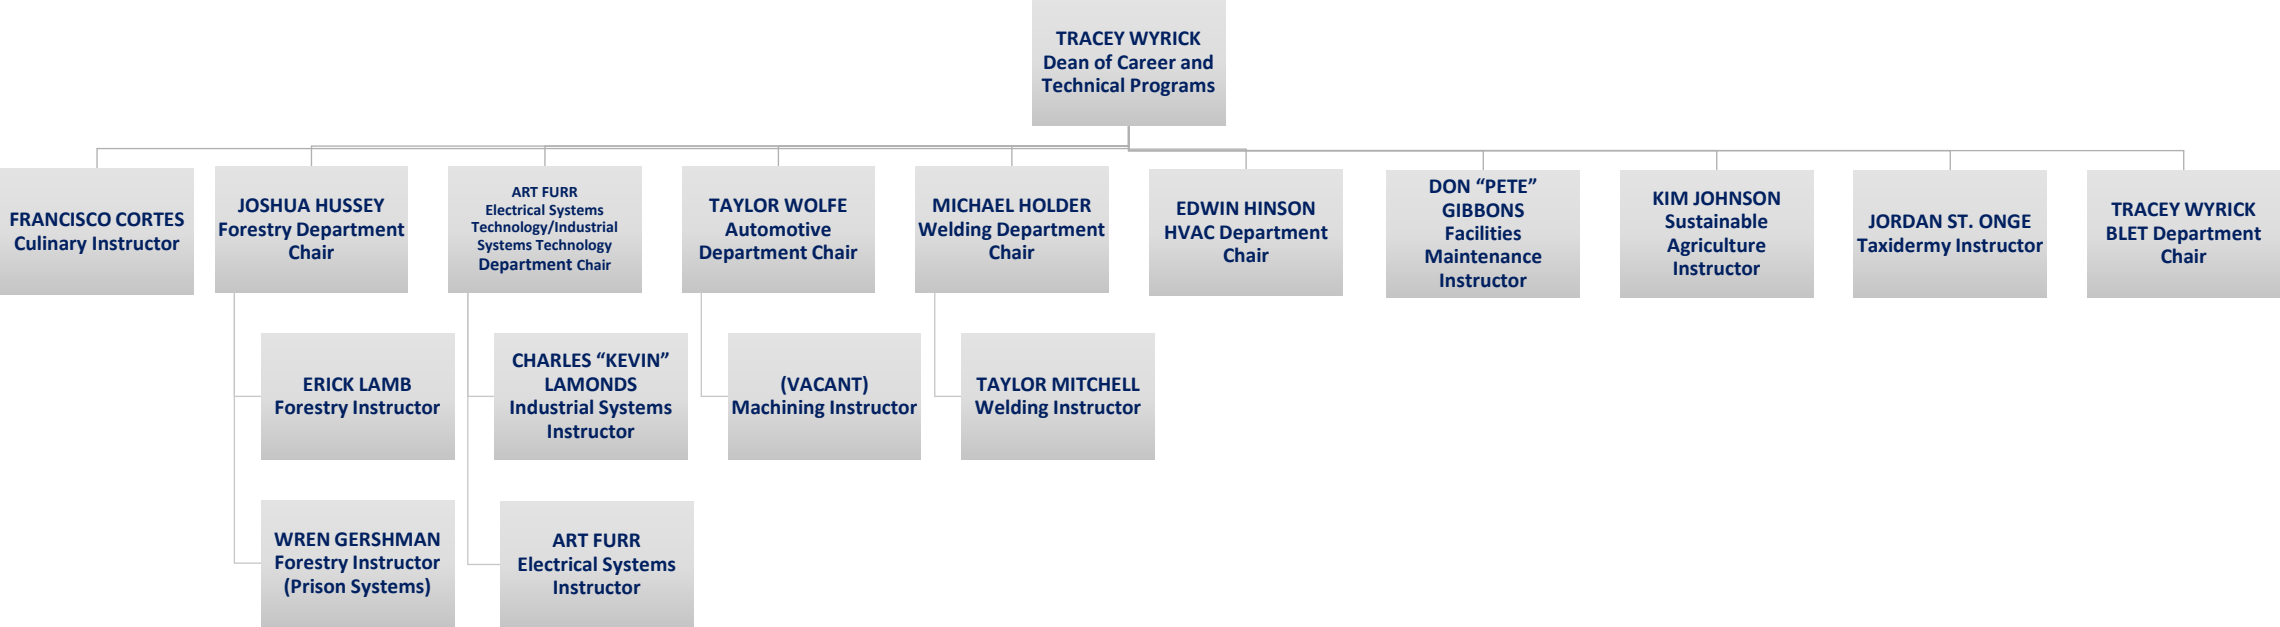 TRACEY WYRICK
Dean of Career and
Technical Programs
FRANCISCO CORTES
Culinary Instructor
JOSHUA HUSSEY
Forestry Department
Chair
ART FURR
Electrical Systems
Technology/Industrial
Systems Technology
Department Chair
TAYLOR WOLFE
Automotive
Department Chair
MICHAEL HOLDER
Welding Department
Chair
EDWIN HINSON
HVAC Department
Chair
DON “PETE”
GIBBONS
Facilities
Maintenance
Instructor
KIM JOHNSON
Sustainable
Agriculture
Instructor
JORDAN ST. ONGE
Taxidermy Instructor
TRACEY WYRICK
BLET Department
Chair
ERICK LAMB
Forestry Instructor
CHARLES “KEVIN”
LAMONDS
Industrial Systems
Instructor
(VACANT)
Machining Instructor
TAYLOR MITCHELL
Welding Instructor
WREN GERSHMAN
Forestry Instructor
(Prison Systems)
ART FURR
Electrical Systems
Instructor